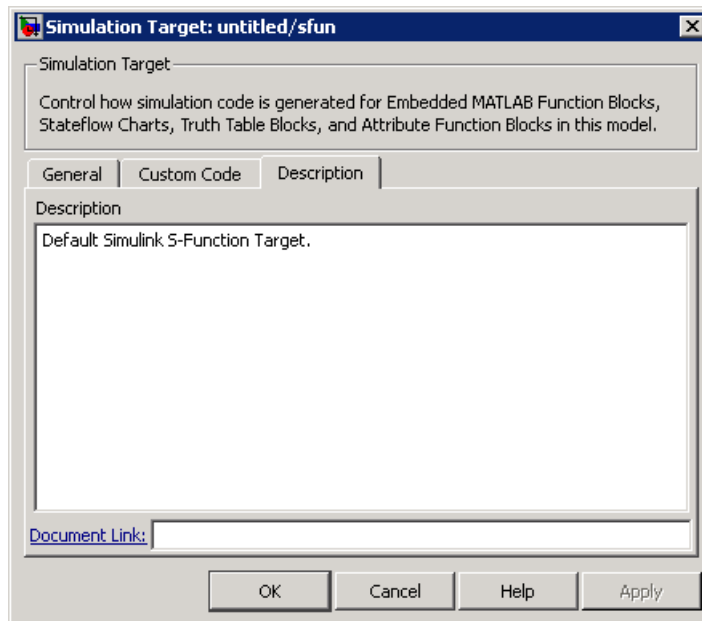 Simulation Target: untitled/sfun
Simulation Target
Control how simulation code is generated for Embedded MATLAB Function Blocks,
Stateflow Charts, Truth Table Blocks, and Attribute Function Blocks in this model.
General Custom Code Description
Description
Default Simulink S-Function Target.
Document Link:
OK Cancel Help Apply